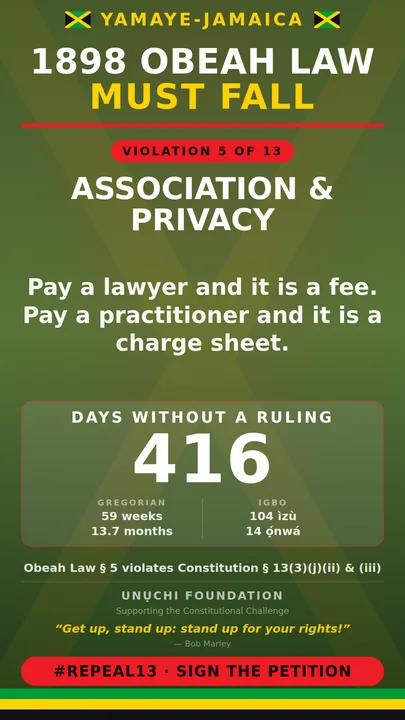 YAMAYE-JAMAICA
1898 OBEAH LAW
MUST FALL
VIOLATION 5 OF 13
ASSOCIATION &
PRIVACY
Pay a lawyer and it is a fee.
Pay a practitioner and it is a
charge sheet.
DAYS WITHOUT A RULING
416
GREGORIAN
59 weeks
13.7 months
IGBO
104 ìzù
14 ọ́nwá
Obeah Law § 5 violates Constitution § 13(3)(j)(ii) & (iii)
UNỤCHI FOUNDATION
Supporting the Constitutional Challenge
“Get up, stand up: stand up for your rights!”
— Bob Marley
#REPEAL13 · SIGN THE PETITION